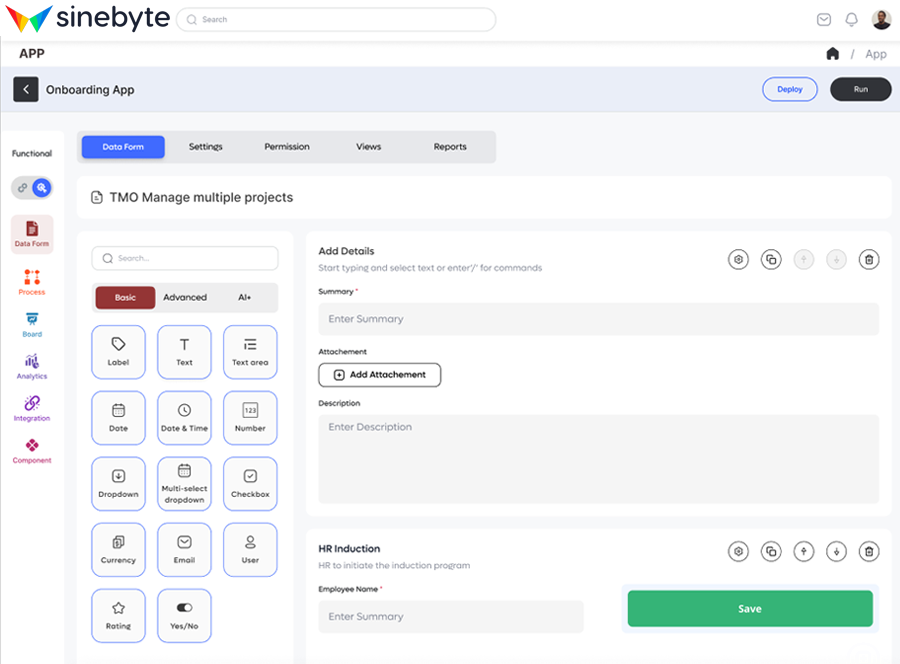 sinebyte
Search
APP
/ App
Onboarding App
Deploy
Run
Functional
Data Form
Settings
Permission
Views
Reports
TMO Manage multiple projects
Data Form
Process
Board
Analytics
Integration
Component
Search...
Basic
Advanced
AI+
Label
Text
Text area
Date
Date & Time
123
Number
Dropdown
Multi-select
dropdown
Checkbox
Currency
Email
User
Rating
Yes/No
Add Details
Start typing and select text or enter'/' for commands
Summary *
Enter Summary
Attachement
Add Attachement
Description
Enter Description
HR Induction
HR to initiate the induction program
Employee Name *
Enter Summary
Save